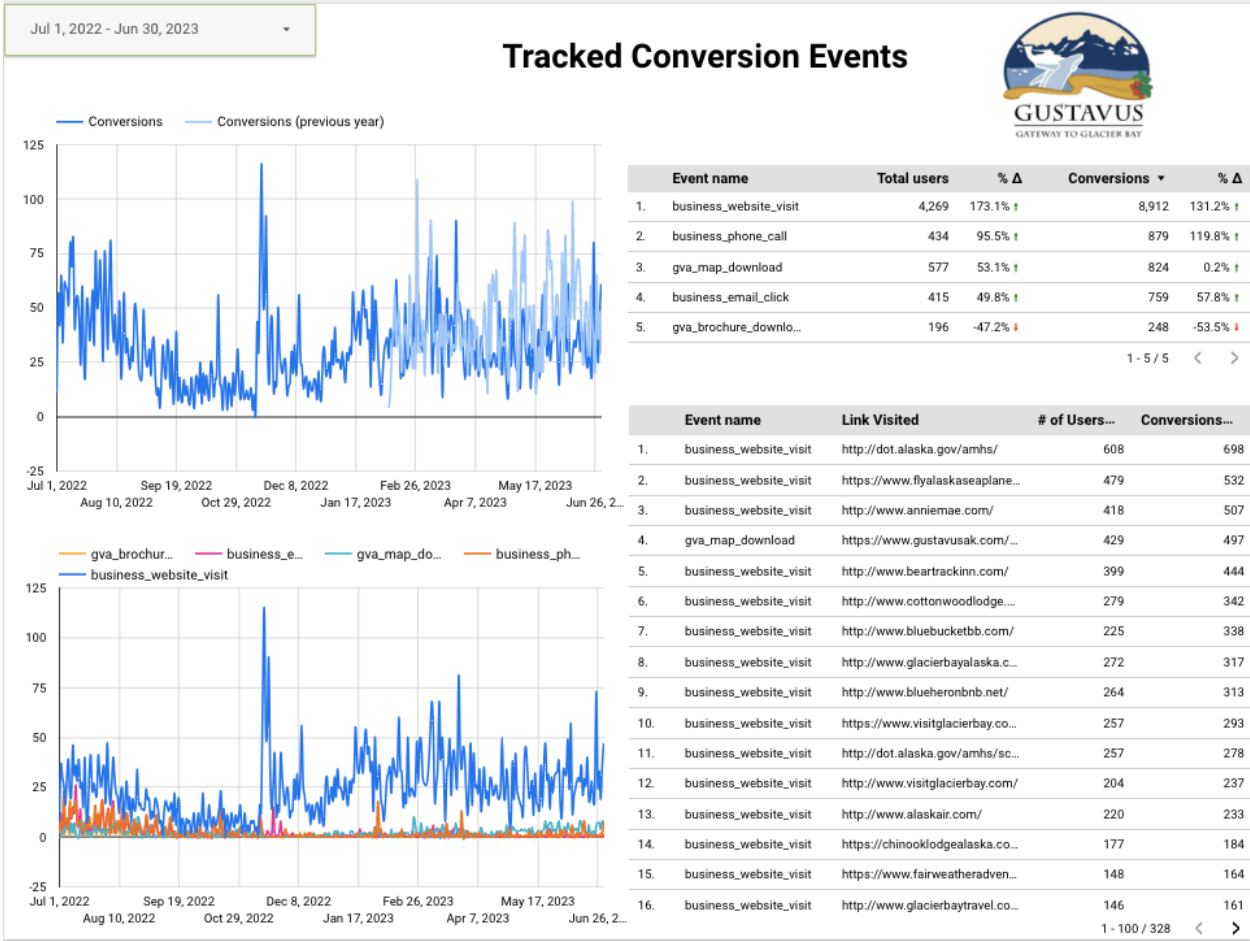 Jul 1, 2022 - Jun 30, 2023
Tracked Conversion Events
GUSTAVUS
GATEWAY TO GLACIER BAY
Conversions Conversions (previous year)
125
100
75
50
25
0
-25
Jul 1, 2022 Sep 19, 2022 Dec 8, 2022 Feb 26, 2023 May 17, 2023
Aug 10, 2022 Oct 29, 2022 Jan 17, 2023 Apr 7, 2023 Jun 26, 2...
Event name Total users % Δ Conversions % Δ
1. business_website_visit 4,269 173.1% 8,912 131.2%
2. business_phone_call 434 95.5% 879 119.8%
3. gva_map_download 577 53.1% 824 0.2%
4. business_email_click 415 49.8% 759 57.8%
5. gva_brochure_downlo... 196 -47.2% 248 -53.5%
1 - 5 / 5
gva_brochur... business_e... gva_map_do... business_ph...
business_website_visit
125
100
75
50
25
0
-25
Jul 1, 2022 Sep 19, 2022 Dec 8, 2022 Feb 26, 2023 May 17, 2023
Aug 10, 2022 Oct 29, 2022 Jan 17, 2023 Apr 7, 2023 Jun 26, 2...
Event name Link Visited # of Users... Conversions...
1. business_website_visit http://dot.alaska.gov/amhs/ 608 698
2. business_website_visit https://www.flyalaskaseaplane... 479 532
3. business_website_visit http://www.anniemae.com/ 418 507
4. gva_map_download https://www.gustavusak.com/... 429 497
5. business_website_visit http://www.beartrackinn.com/ 399 444
6. business_website_visit http://www.cottonwoodlodge.... 279 342
7. business_website_visit http://www.bluebucketbb.com/ 225 338
8. business_website_visit http://www.glacierbayalaska.c... 272 317
9. business_website_visit http://www.blueheronbnb.net/ 264 313
10. business_website_visit https://www.visitglacierbay.co... 257 293
11. business_website_visit http://dot.alaska.gov/amhs/sc... 257 278
12. business_website_visit http://www.visitglacierbay.com/ 204 237
13. business_website_visit http://www.alaskair.com/ 220 233
14. business_website_visit https://chinooklodgealaska.co... 177 184
15. business_website_visit https://www.fairweatheradven... 148 164
16. business_website_visit http://www.glacierbaytravel.co... 146 161
1 - 100 / 328